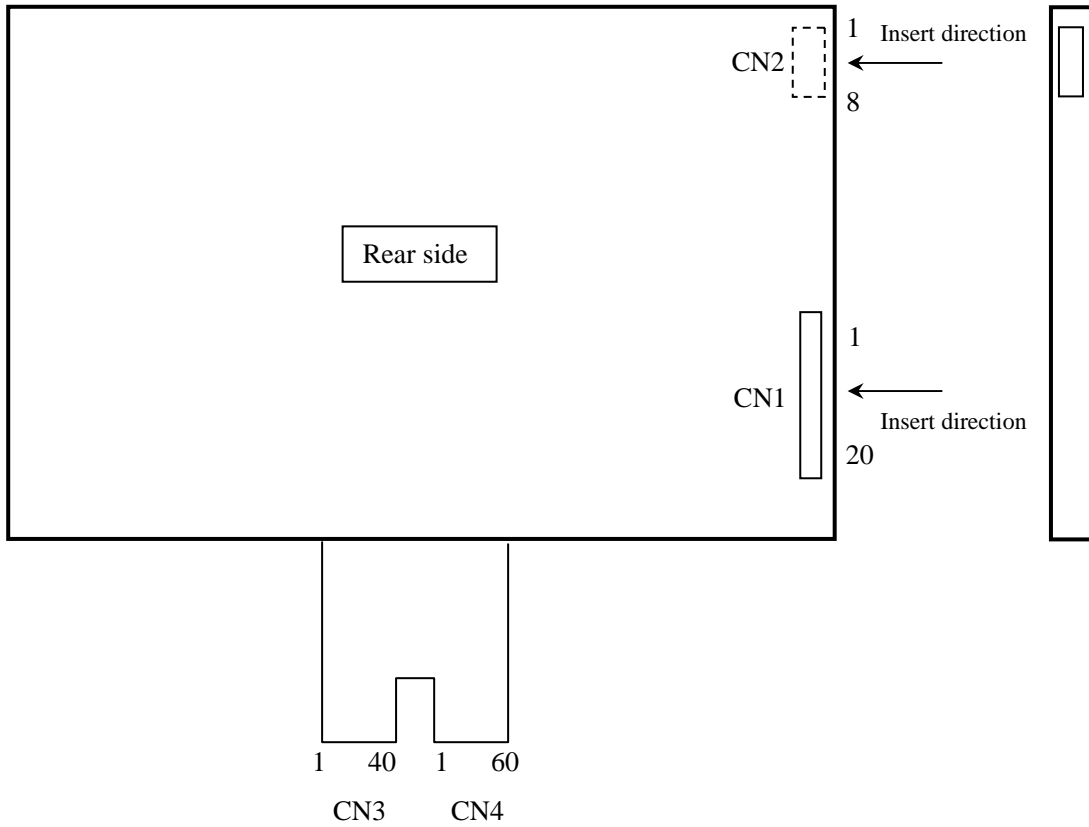 1
Insert direction
CN2
8
Rear side
1
CN1
Insert direction
20
1 40 1 60
CN3 CN4